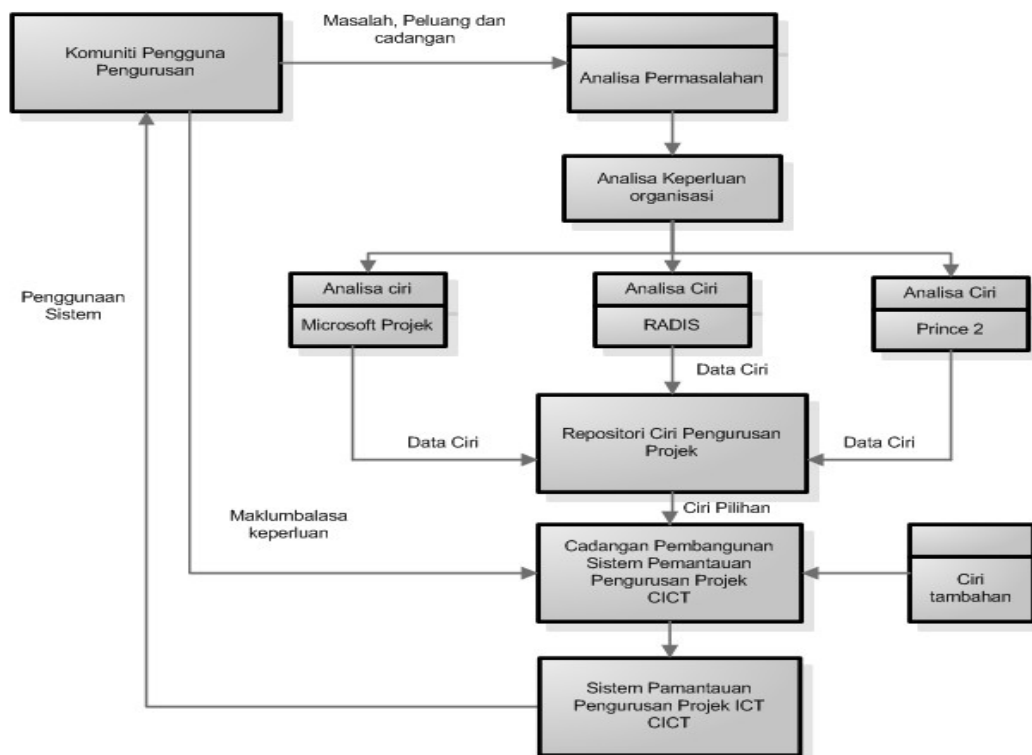 Masalah, Peluang dan
cadangan
Komuniti Pengguna
Pengurusan
Analisa Permasalahan
Analisa Keperluan
organisasi
Penggunaan
Sistem
Analisa ciri
Microsoft Projek
Analisa Ciri
RADIS
Analisa Ciri
Prince 2
Data Ciri
Data Ciri
Repositori Ciri Pengurusan
Projek
Data Ciri
Ciri Pilihan
Maklumbalasa
keperluan
Cadangan Pembangunan
Sistem Pemantauan
Pengurusan Projek
CICT
Ciri
tambahan
Sistem Pamantauan
Pengurusan Projek ICT
CICT